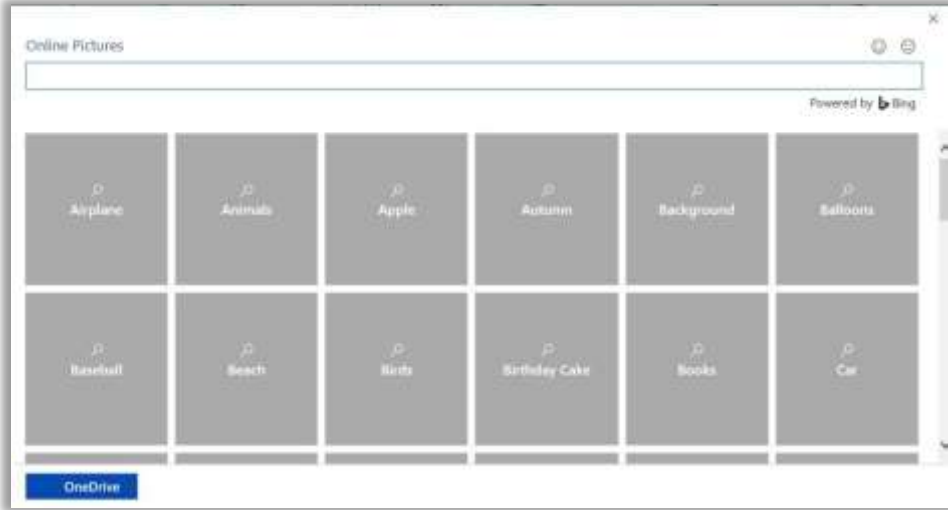 Online Pictures
Powered by Bing
Airplane Animals Apple Autumn Background Balloons
Baseball Beach Birds Birthday Cake Books Car
OneDrive